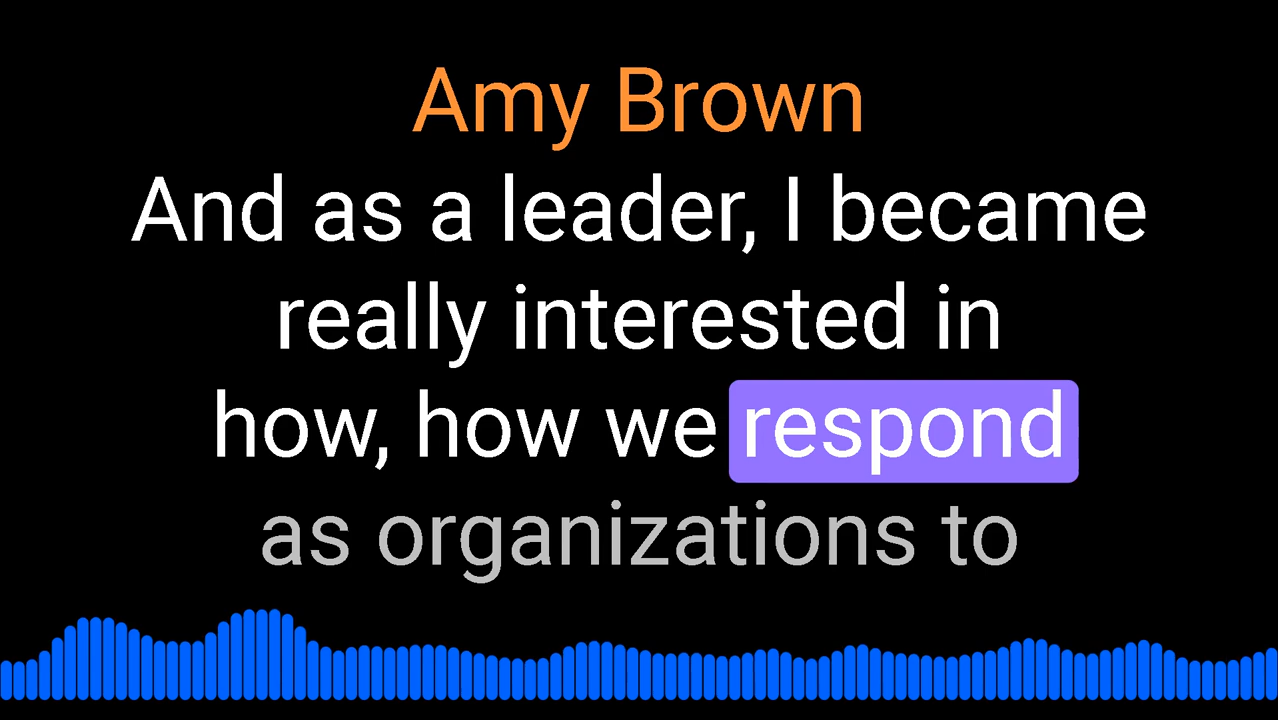 Amy Brown
And as a leader, I became
really interested in
how, how we respond
as organizations to